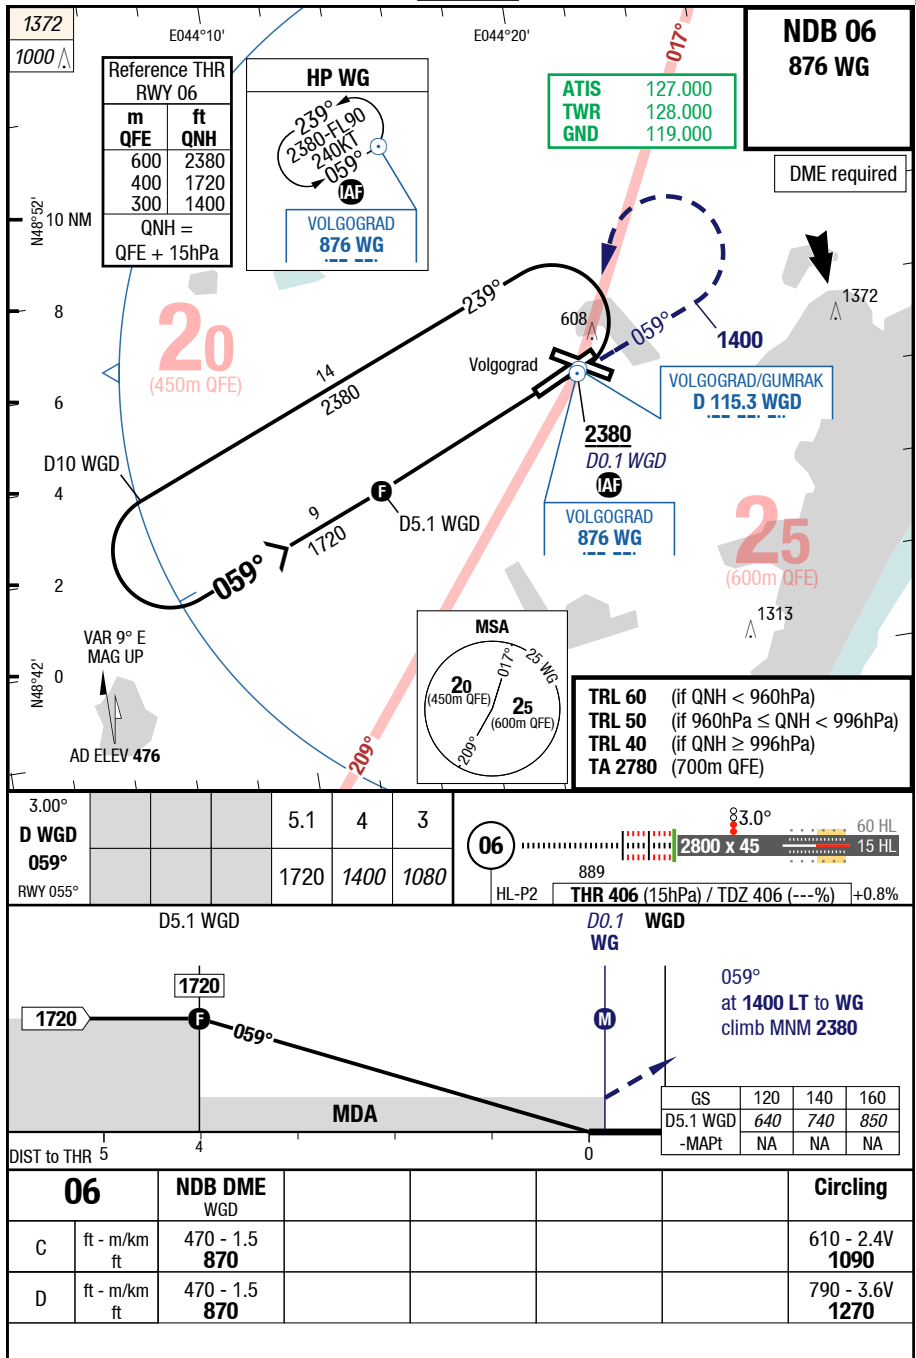 1372
1000
E044°10'
E044°20'
017°
NDB 06
876 WG
Reference THR
RWY 06
m ft
QFE QNH
600 2380
400 1720
300 1400
QNH =
QFE + 15hPa
HP WG
239°
2380-FL90
240KT
059°
IAF
VOLGOGRAD
876 WG
ATIS 127.000
TWR 128.000
GND 119.000
DME required
N48°52'
10 NM
8
6
4
2
0
N48°42'
20
(450m QFE)
239°
608
059°
1400
1372
Volgograd
14
2380
VOLGOGRAD/GUMRAK
D 115.3 WGD
2380
D0.1 WGD
IAF
VOLGOGRAD
876 WG
D10 WGD
F
D5.1 WGD
9
1720
059°
25
(600m QFE)
1313
VAR 9° E
MAG UP
AD ELEV 476
209°
MSA
017°
25 WG
20
(450m QFE)
25
(600m QFE)
209°
TRL 60 (if QNH < 960hPa)
TRL 50 (if 960hPa ≤ QNH < 996hPa)
TRL 40 (if QNH ≥ 996hPa)
TA 2780 (700m QFE)
3.00°
D WGD
059°
RWY 055°
5.1 4 3
1720 1400 1080
06
3.0°
2800 x 45
60 HL
15 HL
889
HL-P2
THR 406 (15hPa) / TDZ 406 (---%)
+0.8%
D5.1 WGD
D0.1 WGD
WG
1720
1720
F
059°
M
059°
at 1400 LT to WG
climb MNM 2380
MDA
GS 120 140 160
D5.1 WGD 640 740 850
-MAPt NA NA NA
DIST to THR 5 4 0
06
NDB DME
WGD
Circling
C ft - m/km 470 - 1.5 610 - 2.4V
ft 870 1090
D ft - m/km 470 - 1.5 790 - 3.6V
ft 870 1270